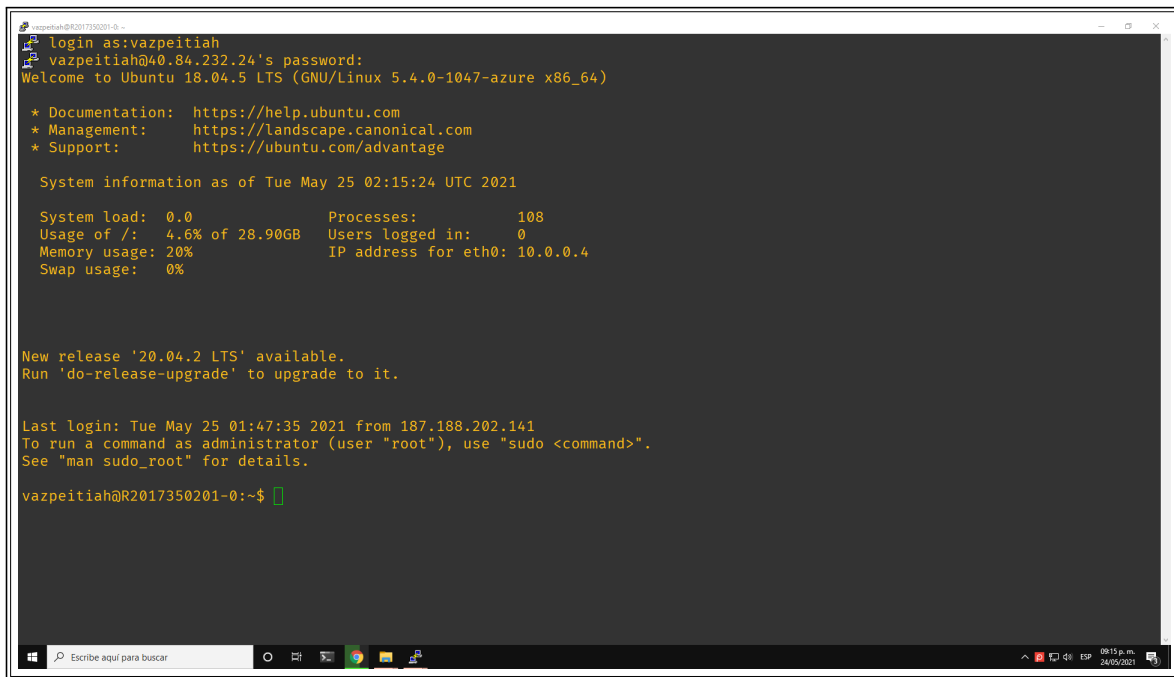 vazpeitiah@R2017350201-0: ~
login as:vazpeitiah
vazpeitiah@40.84.232.24's password:
Welcome to Ubuntu 18.04.5 LTS (GNU/Linux 5.4.0-1047-azure x86_64)
* Documentation:  https://help.ubuntu.com
* Management:     https://landscape.canonical.com
* Support:        https://ubuntu.com/advantage
System information as of Tue May 25 02:15:24 UTC 2021
System load:  0.0               Processes:           108
Usage of /:   4.6% of 28.90GB   Users logged in:     0
Memory usage: 20%               IP address for eth0: 10.0.0.4
Swap usage:   0%
New release '20.04.2 LTS' available.
Run 'do-release-upgrade' to upgrade to it.
Last login: Tue May 25 01:47:35 2021 from 187.188.202.141
To run a command as administrator (user "root"), use "sudo <command>".
See "man sudo_root" for details.
vazpeitiah@R2017350201-0:~$
Escribe aquí para buscar
ESP
09:15 p. m.
24/05/2021
3